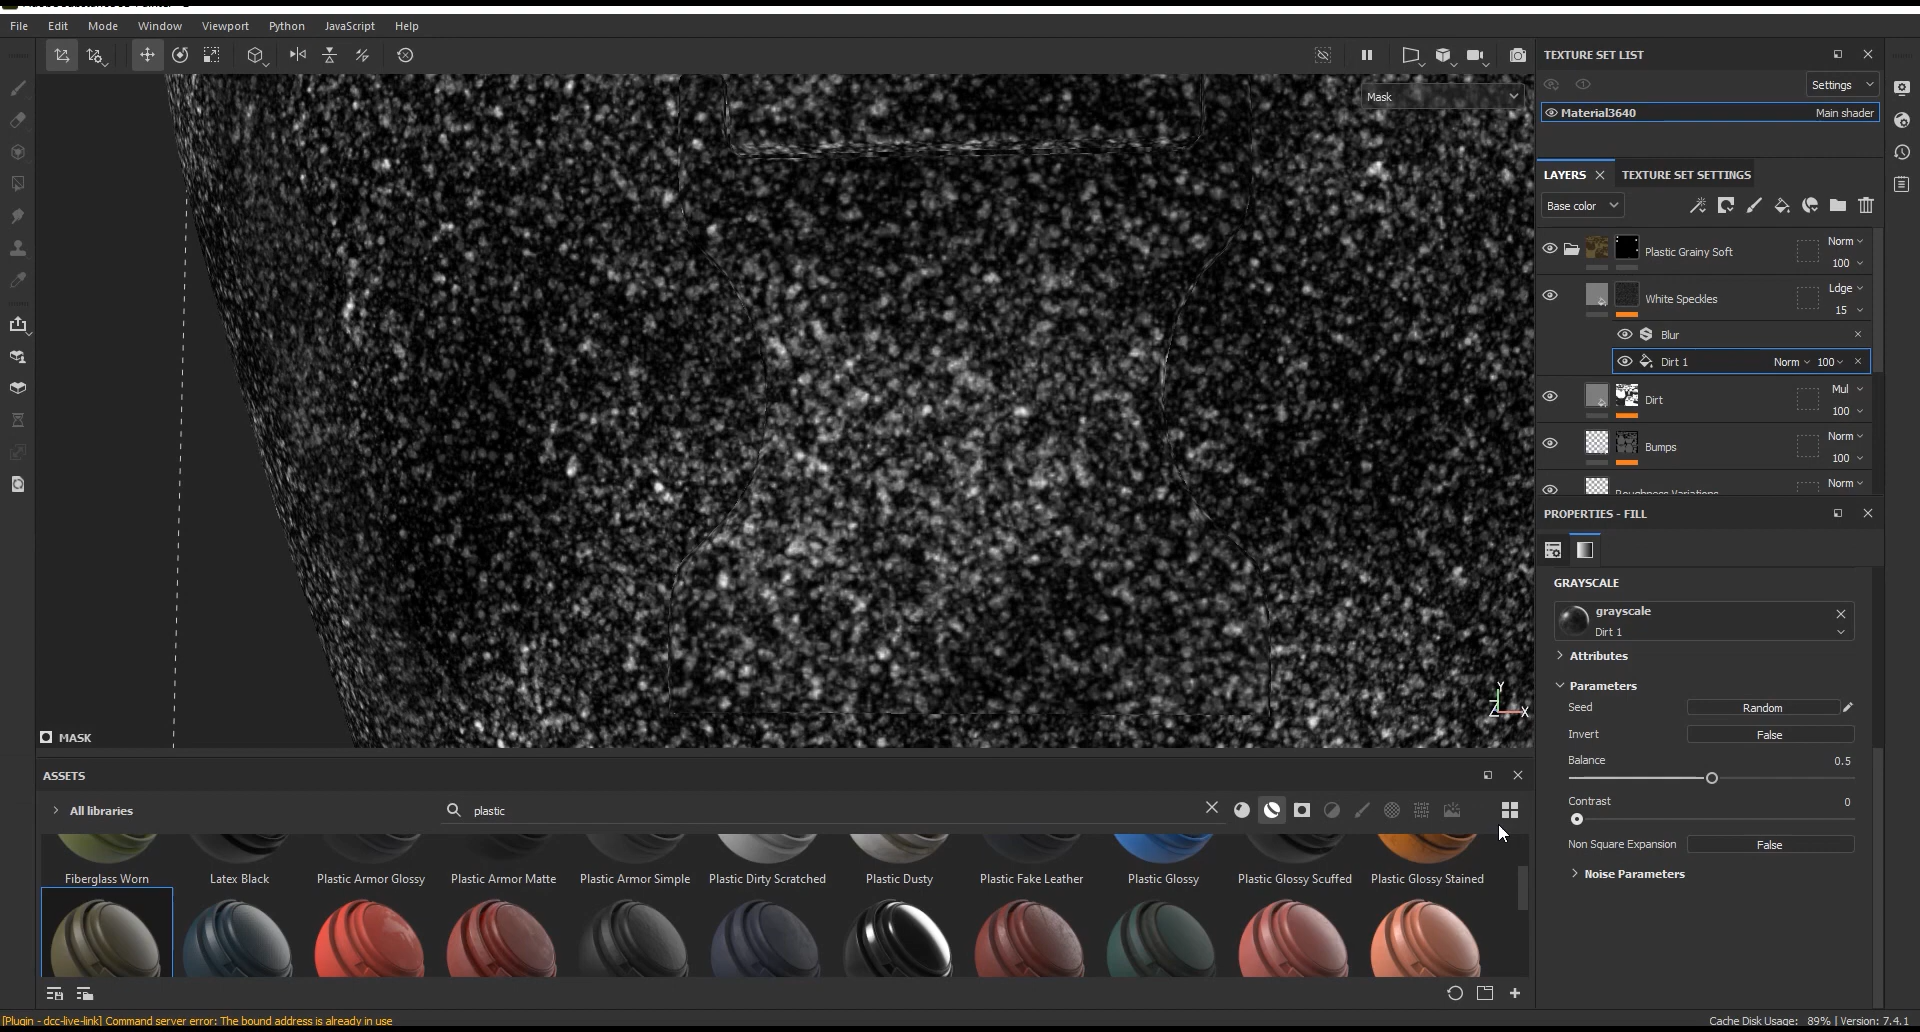 File Edit Mode Window Viewport Python JavaScript Help
Mask
MASK
Y
Z X
TEXTURE SET LIST
Settings
Material3640 Main shader
LAYERS TEXTURE SET SETTINGS
Base color
Plastic Grainy Soft Norm
100
White Speckles Ldge
15
Blur
Dirt 1 Norm 100
Dirt Mul
100
Bumps Norm
100
Roughness Variations Norm
PROPERTIES - FILL
GRAYSCALE
grayscale
Dirt 1
Attributes
Parameters
Seed Random
Invert False
Balance 0.5
Contrast 0
Non Square Expansion False
Noise Parameters
ASSETS
All libraries plastic
Fiberglass Worn Latex Black Plastic Armor Glossy Plastic Armor Matte Plastic Armor Simple Plastic Dirty Scratched Plastic Dusty Plastic Fake Leather Plastic Glossy Plastic Glossy Scuffed Plastic Glossy Stained
[Plugin - dcc-live-link] Command server error: The bound address is already in use
Cache Disk Usage: 89% | Version: 7.4.1